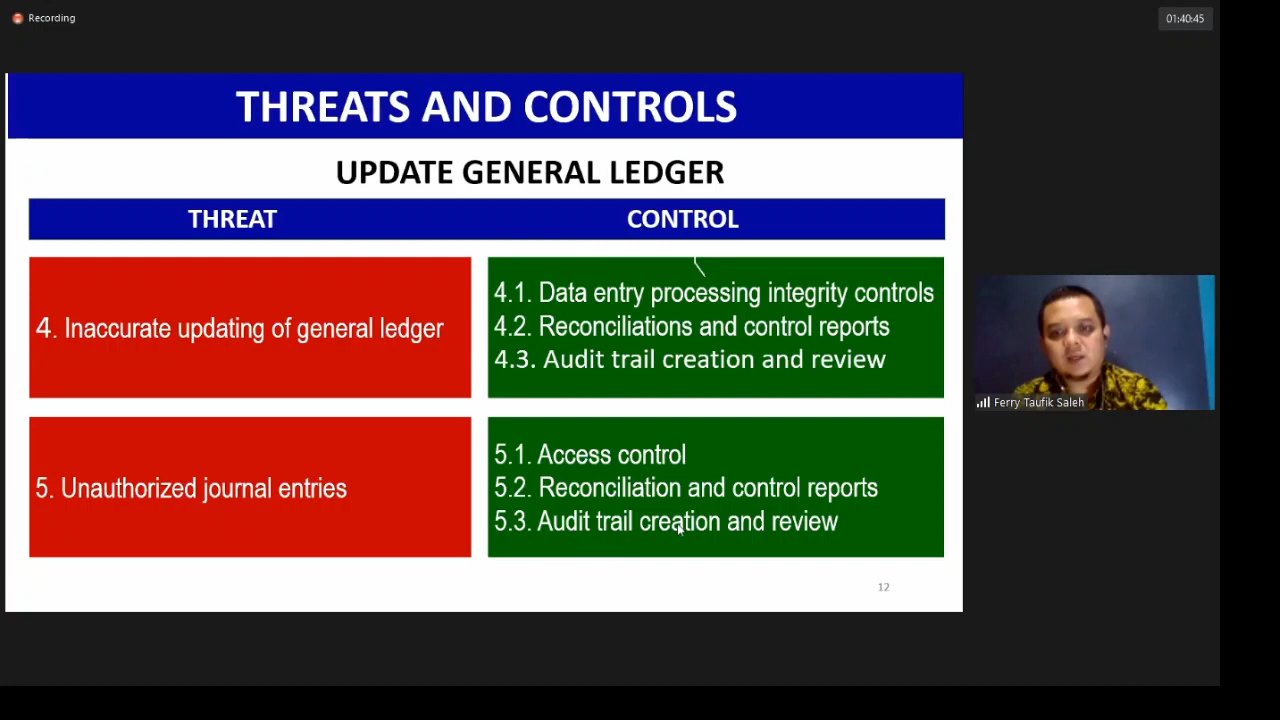 Recording
01:40:45
THREATS AND CONTROLS
UPDATE GENERAL LEDGER
THREAT
CONTROL
4. Inaccurate updating of general ledger
4.1. Data entry processing integrity controls
4.2. Reconciliations and control reports
4.3. Audit trail creation and review
5. Unauthorized journal entries
5.1. Access control
5.2. Reconciliation and control reports
5.3. Audit trail creation and review
12
Ferry Taufik Saleh